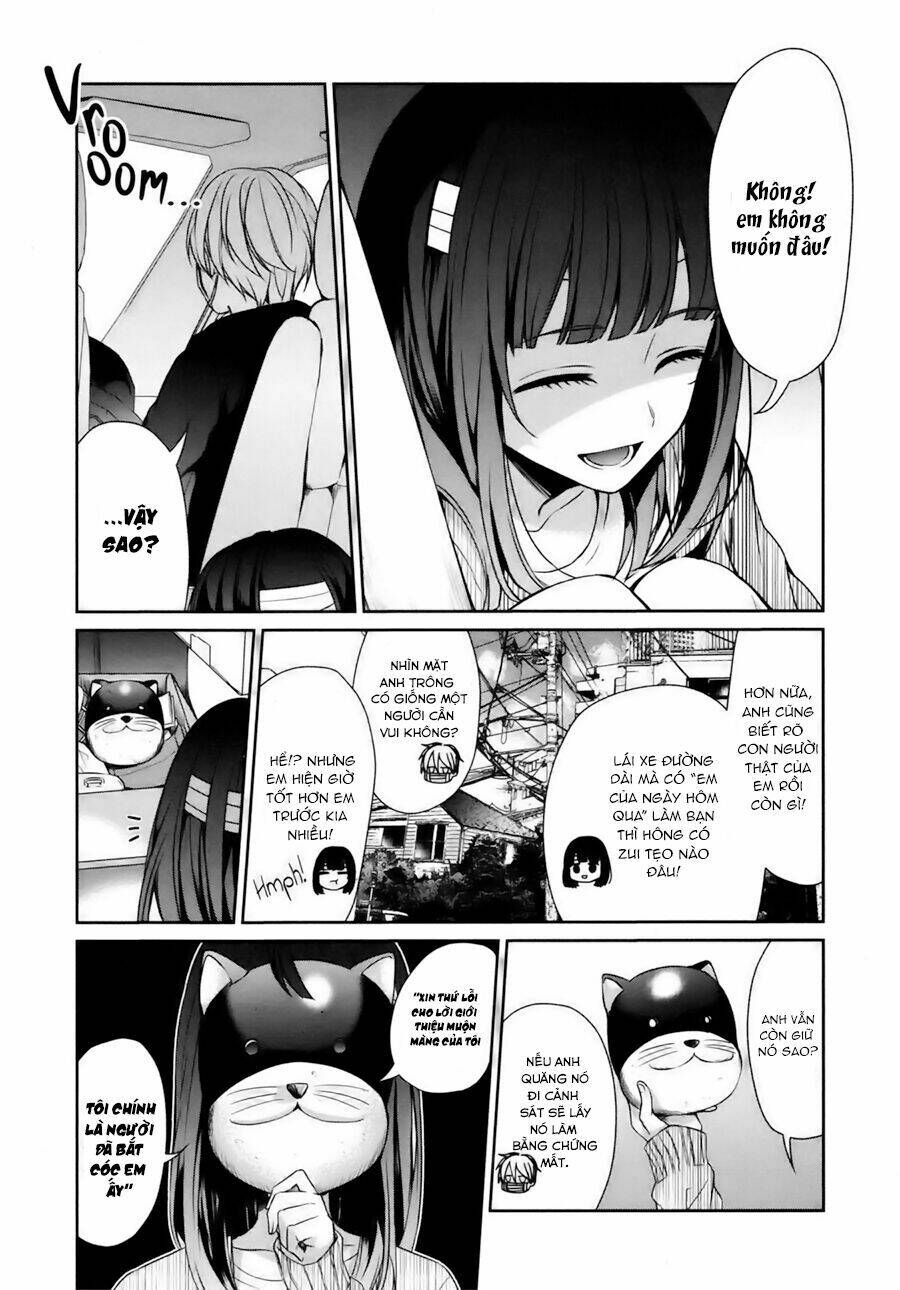 Không!
em không
muốn đâu!
Vro
oom...
...VẬY
SAO?
HƠN NỮA,
ANH CŨNG
BIẾT RÕ
CON NGƯỜI
THẬT CỦA
EM RỒI
CÒN GÌ!
LÁI XE ĐƯỜNG
DÀI MÀ CÓ “EM
CỦA NGÀY HÔM
QUA” LÀM BẠN
THÌ HÔNG CÓ
ZUI TẸO NÀO
ĐÂU!
NHÌN MẶT
ANH TRÔNG
CÓ GIỐNG MỘT
NGƯỜI CẦN
VUI KHÔNG?
HỂ!? NHƯNG
EM HIỆN GIỜ
TỐT HƠN EM
TRƯỚC KIA
NHIỀU!
Hmph!
ANH VẪN
CÒN GIỮ
NÓ SAO?
NẾU ANH
QUĂNG NÓ
ĐI CẢNH
SÁT SẼ LẤY
NÓ LÂM
BẰNG CHỨNG
MẤT.
“XIN THỨ LỖI
CHO LỜI GIỚI
THIỆU MUỘN
MÀNG CỦA TÔI
TÔI CHÍNH
LÀ NGƯỜI
ĐÃ BẮT
CÓC EM
ẤY”